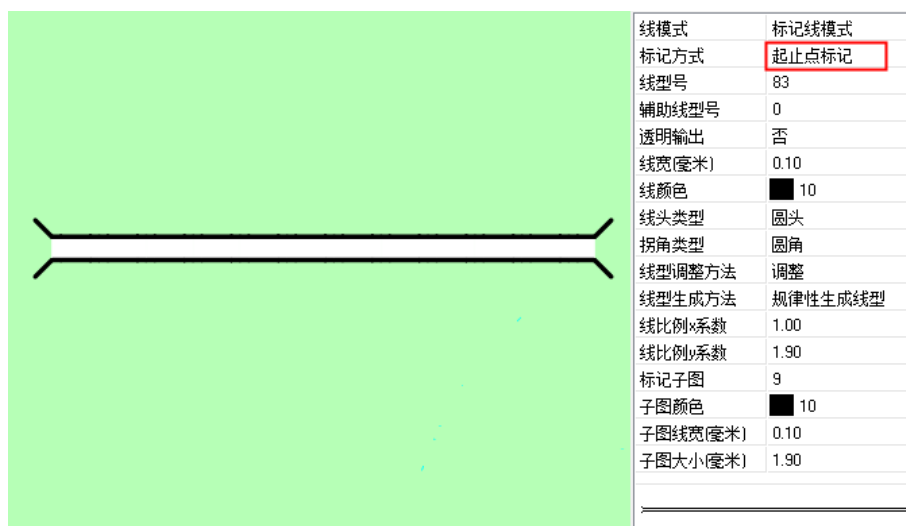 线模式 标记线模式
标记方式 起止点标记
线型号 83
辅助线型号 0
透明输出 否
线宽(毫米) 0.10
线颜色 10
线头类型 圆头
拐角类型 圆角
线型调整方法 调整
线型生成方法 规律性生成线型
线比例x系数 1.00
线比例y系数 1.90
标记子图 9
子图颜色 10
子图线宽(毫米) 0.10
子图大小(毫米) 1.90